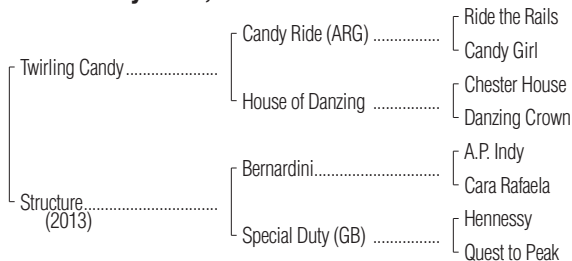 Ride the Rails
Candy Ride (ARG) ................
Candy Girl
Twirling Candy ......................
Chester House
House of Danzing ................
Danzing Crown
A.P. Indy
Bernardini..............................
Cara Rafaela
Structure................................
(2013)
Hennessy
Special Duty (GB) ................
Quest to Peak